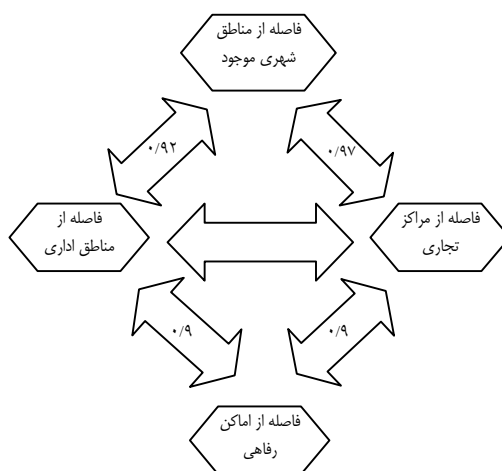 فاصله از مناطق
شهری موجود
۰/۹۲
۰/۹۷
فاصله از
مناطق اداری
فاصله از مراکز
تجاری
۰/۹
۰/۹
فاصله از اماکن
رفاهی